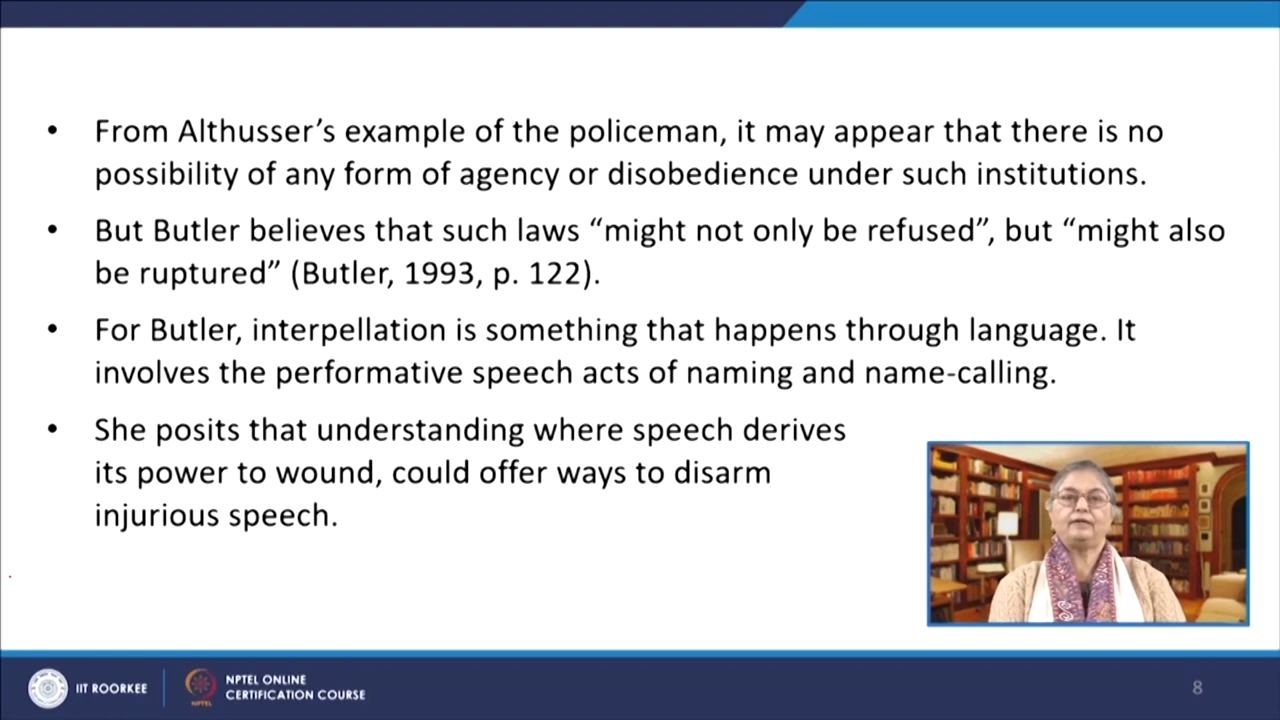 • From Althusser’s example of the policeman, it may appear that there is no
possibility of any form of agency or disobedience under such institutions.
• But Butler believes that such laws “might not only be refused”, but “might also
be ruptured” (Butler, 1993, p. 122).
• For Butler, interpellation is something that happens through language. It
involves the performative speech acts of naming and name-calling.
• She posits that understanding where speech derives
its power to wound, could offer ways to disarm
injurious speech.
IIT ROORKEE
NPTEL
NPTEL ONLINE
CERTIFICATION COURSE
8